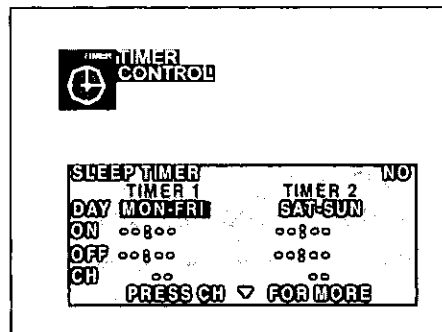 TIMER
TIMER
CONTROL
SLEEP TIMER NO
TIMER 1 TIMER 2
DAY MON-FRI SAT-SUN
ON --:-- --:--
OFF --:-- --:--
CH -- --
PRESS CH ▽ FOR MORE